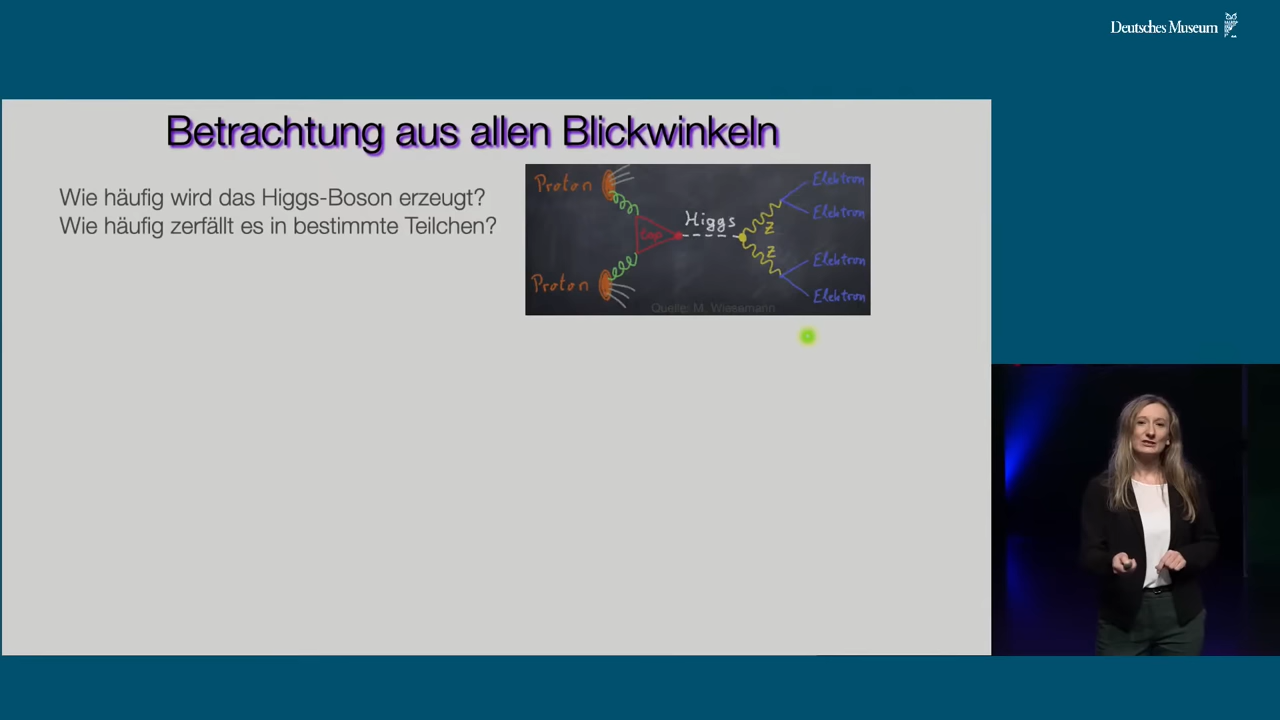 Deutsches Museum
Betrachtung aus allen Blickwinkeln
Wie häufig wird das Higgs-Boson erzeugt?
Wie häufig zerfällt es in bestimmte Teilchen?
Proton
Elektron
Elektron
Higgs
top
Z
Z
Elektron
Proton
Elektron
Quelle: M. Wiesemann